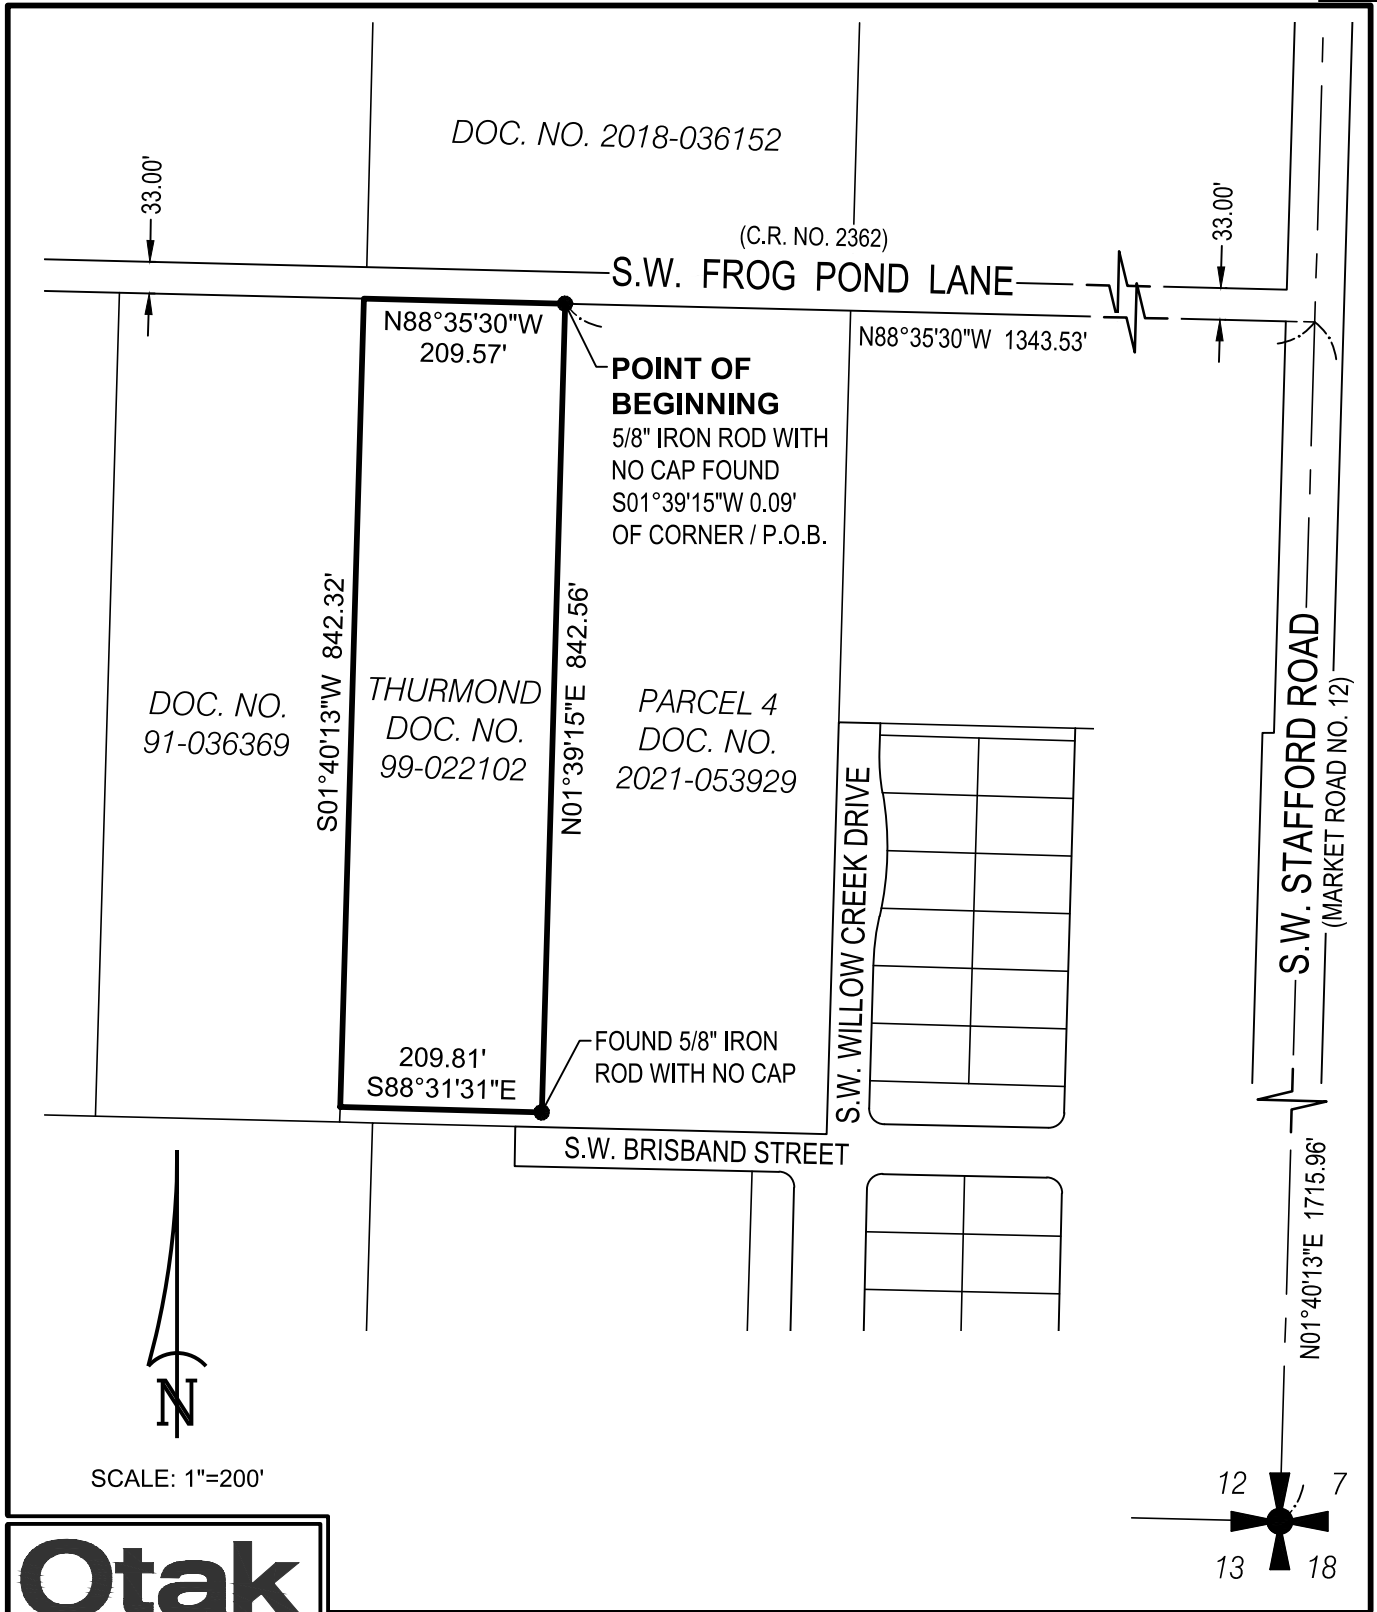 DOC. NO. 2018-036152
33.00'
33.00'
(C.R. NO. 2362)
S.W. FROG POND LANE
N88°35'30"W
209.57'
N88°35'30"W 1343.53'
POINT OF
BEGINNING
5/8" IRON ROD WITH
NO CAP FOUND
S01°39'15"W 0.09'
OF CORNER / P.O.B.
S01°40'13"W 842.32'
N01°39'15"E 842.56'
DOC. NO.
91-036369
THURMOND
DOC. NO.
99-022102
PARCEL 4
DOC. NO.
2021-053929
S.W. WILLOW CREEK DRIVE
S.W. STAFFORD ROAD
(MARKET ROAD NO. 12)
209.81'
S88°31'31"E
FOUND 5/8" IRON
ROD WITH NO CAP
S.W. BRISBAND STREET
N01°40'13"E 1715.96'
N
SCALE: 1"=200'
12 7
13 18
Otak